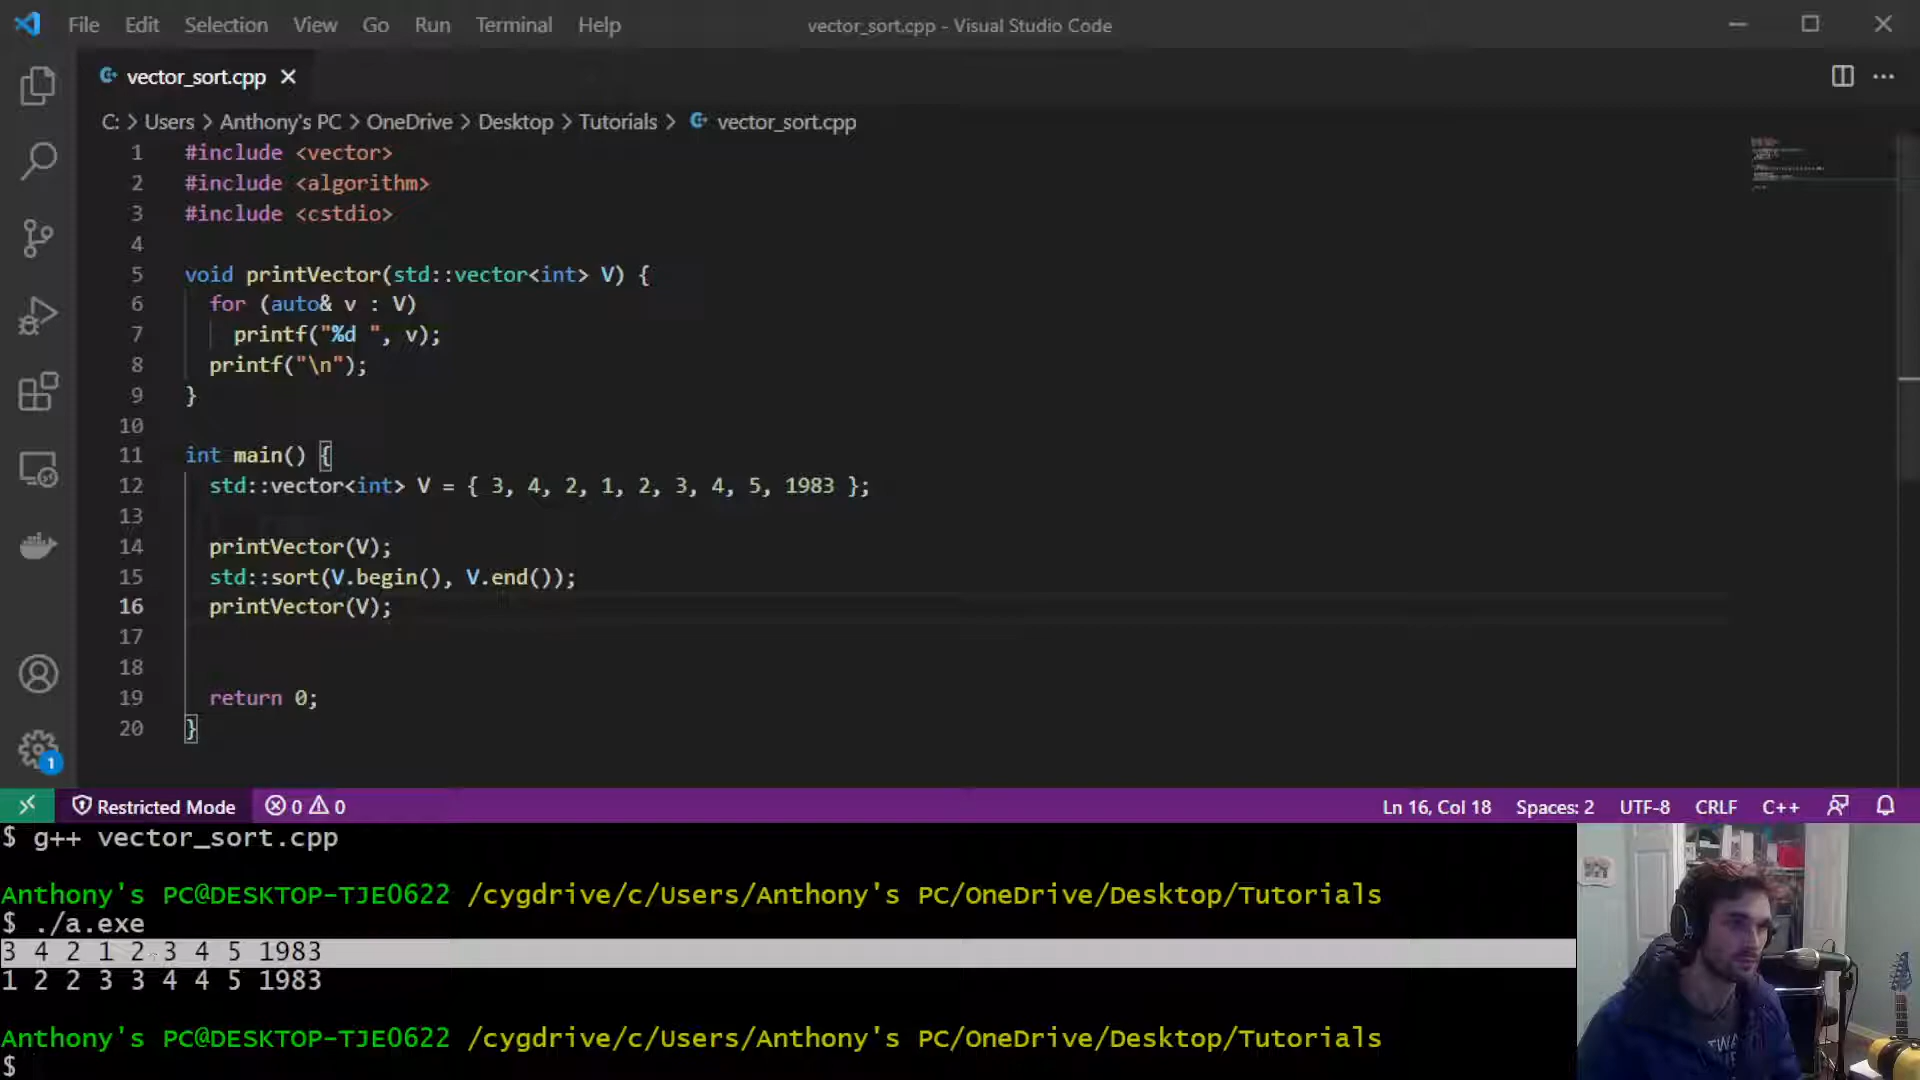 File Edit Selection View Go Run Terminal Help
vector_sort.cpp - Visual Studio Code
vector_sort.cpp
C: > Users > Anthony's PC > OneDrive > Desktop > Tutorials > vector_sort.cpp
1 #include <vector>
2 #include <algorithm>
3 #include <cstdio>
4
5 void printVector(std::vector<int> V) {
6 for (auto& v : V)
7 printf("%d ", v);
8 printf("\n");
9 }
10
11 int main() {
12 std::vector<int> V = { 3, 4, 2, 1, 2, 3, 4, 5, 1983 };
13
14 printVector(V);
15 std::sort(V.begin(), V.end());
16 printVector(V);
17
18
19 return 0;
20 }
1
Restricted Mode 0 0 Ln 16, Col 18 Spaces: 2 UTF-8 CRLF C++
$ g++ vector_sort.cpp
Anthony's PC@DESKTOP-TJE0622 /cygdrive/c/Users/Anthony's PC/OneDrive/Desktop/Tutorials
$ ./a.exe
3 4 2 1 2 3 4 5 1983
1 2 2 3 3 4 4 5 1983
Anthony's PC@DESKTOP-TJE0622 /cygdrive/c/Users/Anthony's PC/OneDrive/Desktop/Tutorials
$